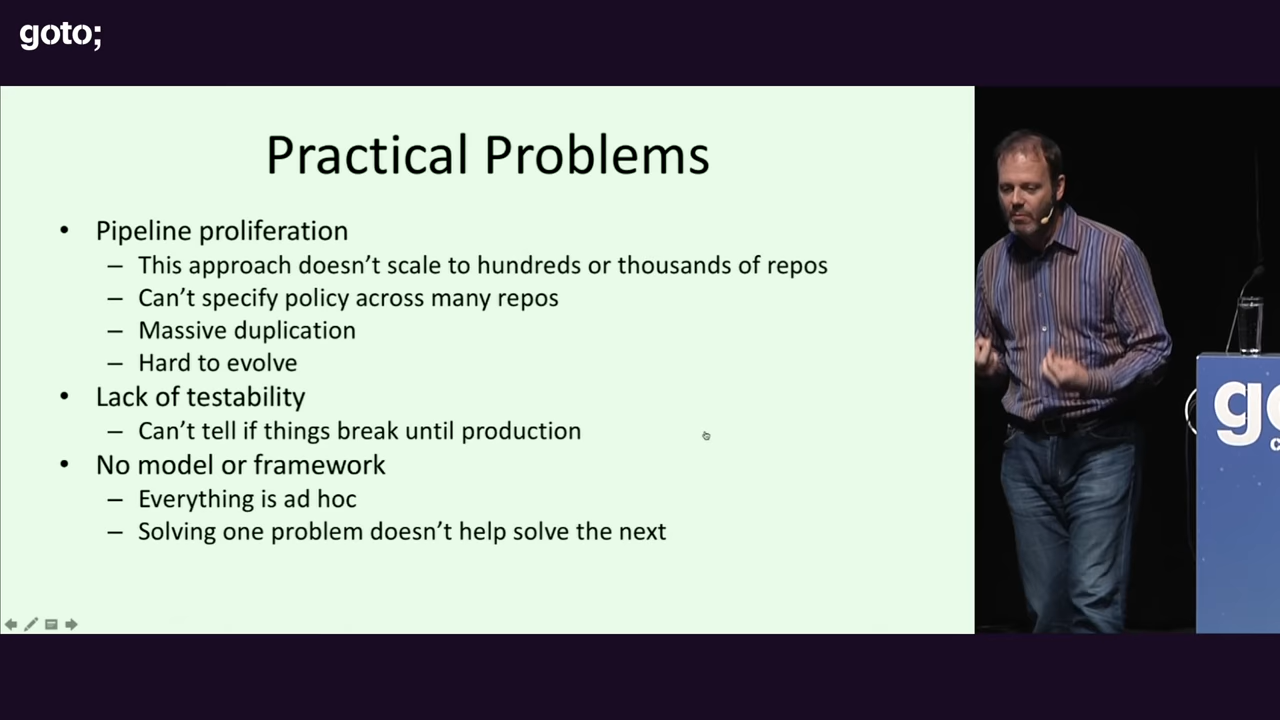 goto;
Practical Problems
• Pipeline proliferation
– This approach doesn’t scale to hundreds or thousands of repos
– Can’t specify policy across many repos
– Massive duplication
– Hard to evolve
• Lack of testability
– Can’t tell if things break until production
• No model or framework
– Everything is ad hoc
– Solving one problem doesn’t help solve the next
go
c